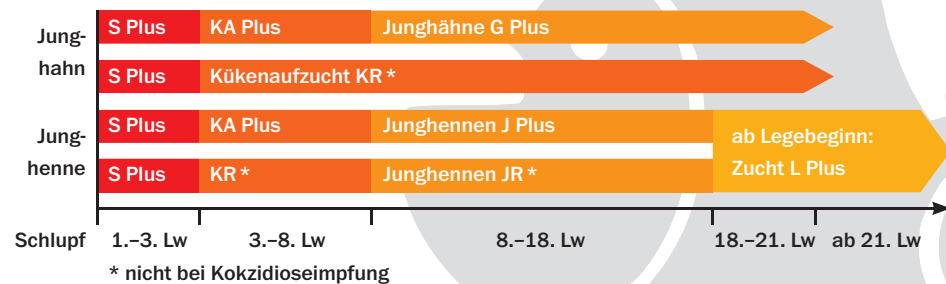 Jung-
hahn
S Plus KA Plus Junghähne G Plus
S Plus Kükenaufzucht KR *
Jung-
henne
S Plus KA Plus Junghennen J Plus
S Plus KR * Junghennen JR *
ab Legebeginn:
Zucht L Plus
Schlupf 1.–3. Lw 3.–8. Lw 8.–18. Lw 18.–21. Lw ab 21. Lw
* nicht bei Kokzidioseimpfung